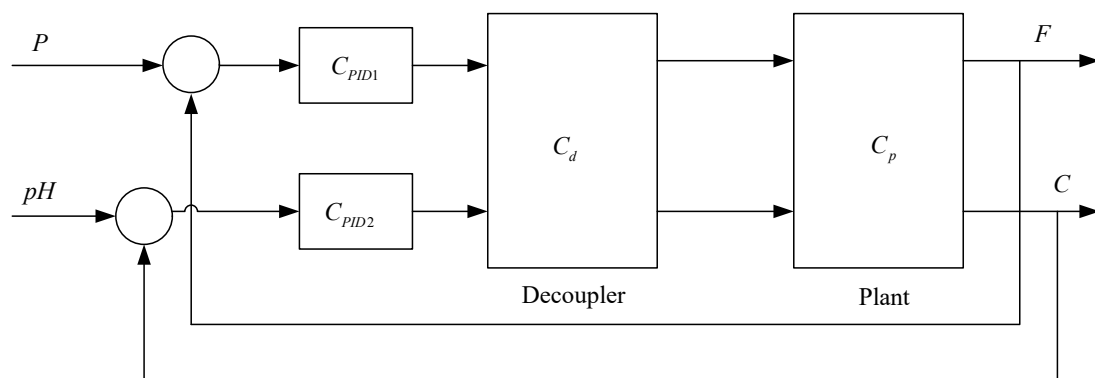 P
C_PID1
F
C_d
C_p
pH
C_PID2
C
Decoupler
Plant